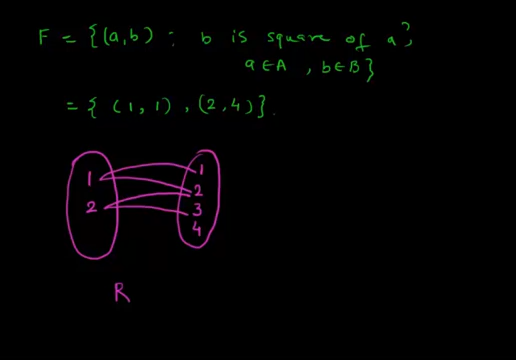 F = {(a,b) : b is square of a ;
a ∈ A , b ∈ B}
= { (1, 1) , (2, 4)}.
1 1
2 2
3
4
R